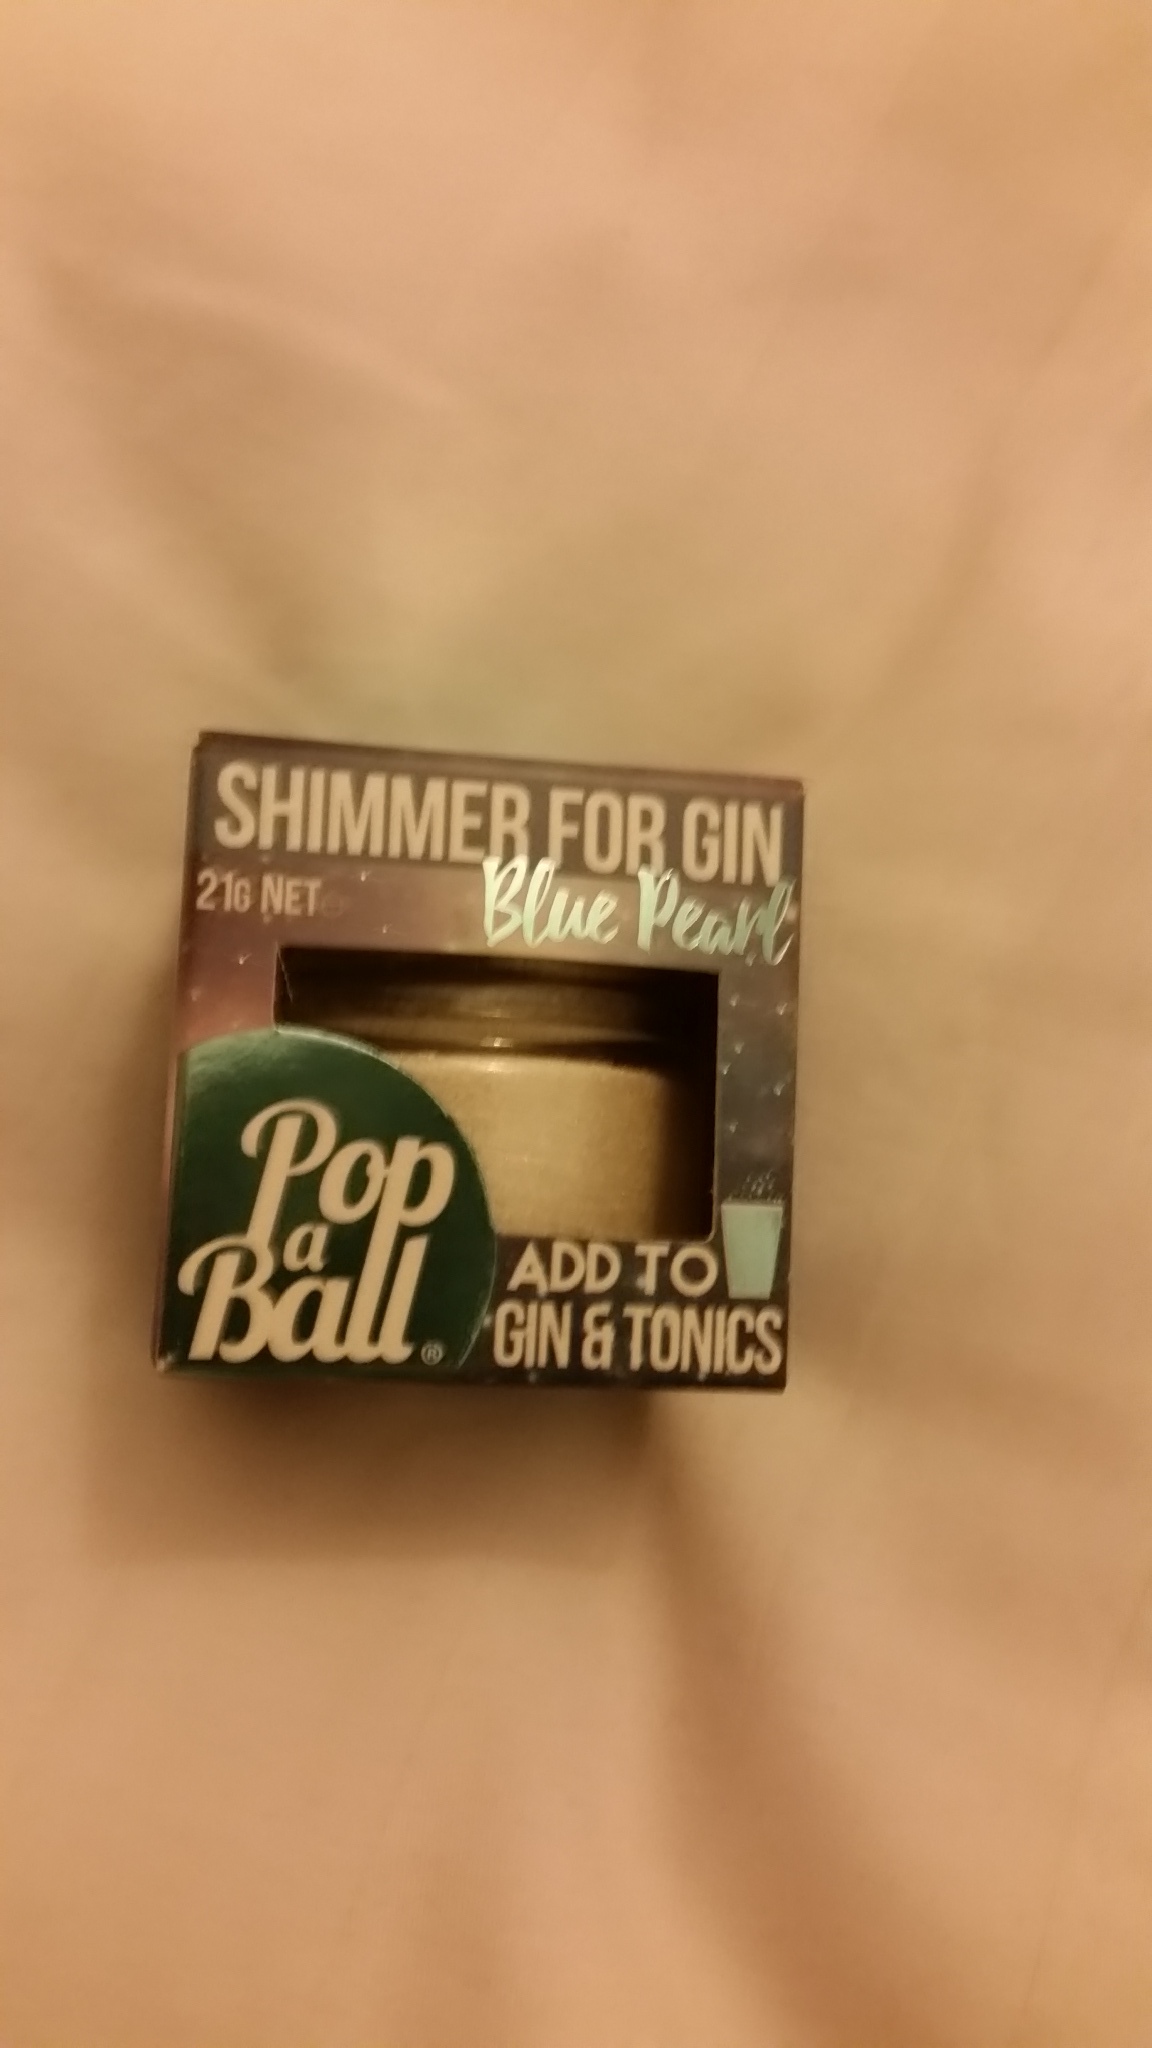 SHIMMER FOR GIN
21G NET
Blue Pearl
Pop
a
Ball®
ADD TO
GIN & TONICS